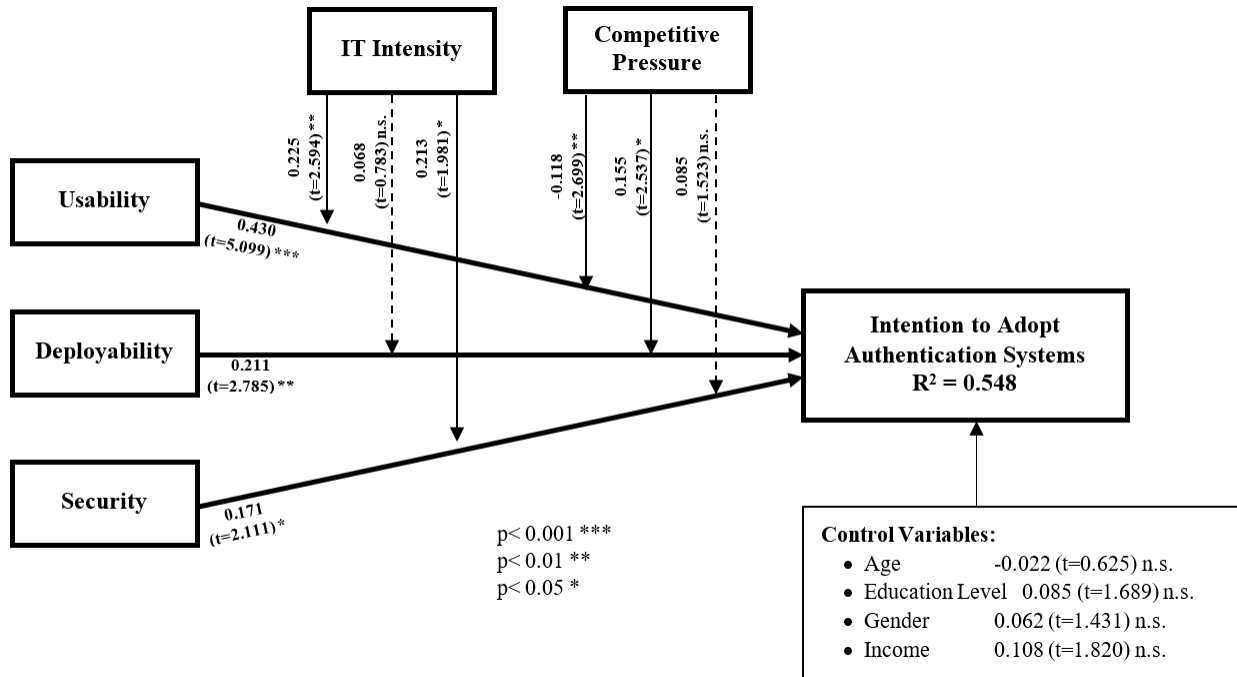 IT Intensity
Competitive
Pressure
0.225
(t=2.594) **
0.068
(t=0.783) n.s.
0.213
(t=1.981) *
-0.118
(t=2.699) **
0.155
(t=2.537) *
0.085
(t=1.523) n.s.
Usability
0.430
(t=5.099) ***
Deployability
0.211
(t=2.785) **
Intention to Adopt
Authentication Systems
R² = 0.548
Security
0.171
(t=2.111) *
p< 0.001 ***
p< 0.01 **
p< 0.05 *
Control Variables:
• Age -0.022 (t=0.625) n.s.
• Education Level 0.085 (t=1.689) n.s.
• Gender 0.062 (t=1.431) n.s.
• Income 0.108 (t=1.820) n.s.